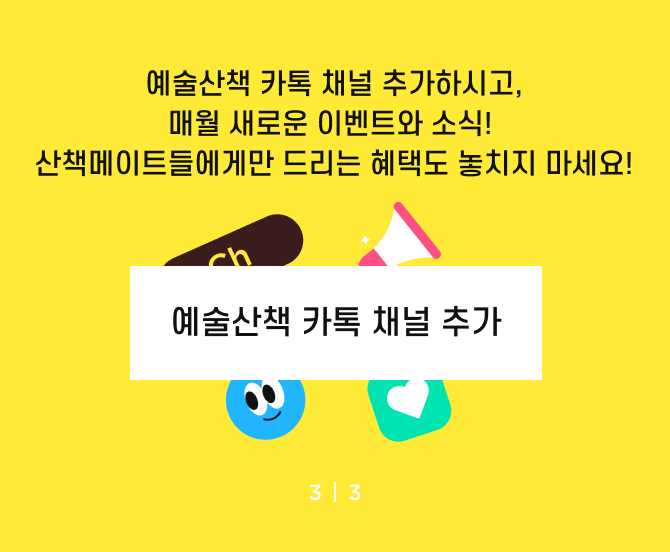 예술산책 카톡 채널 추가하시고,
매월 새로운 이벤트와 소식!
산책메이트들에게만 드리는 혜택도 놓치지 마세요!
Ch
예술산책 카톡 채널 추가
3 | 3